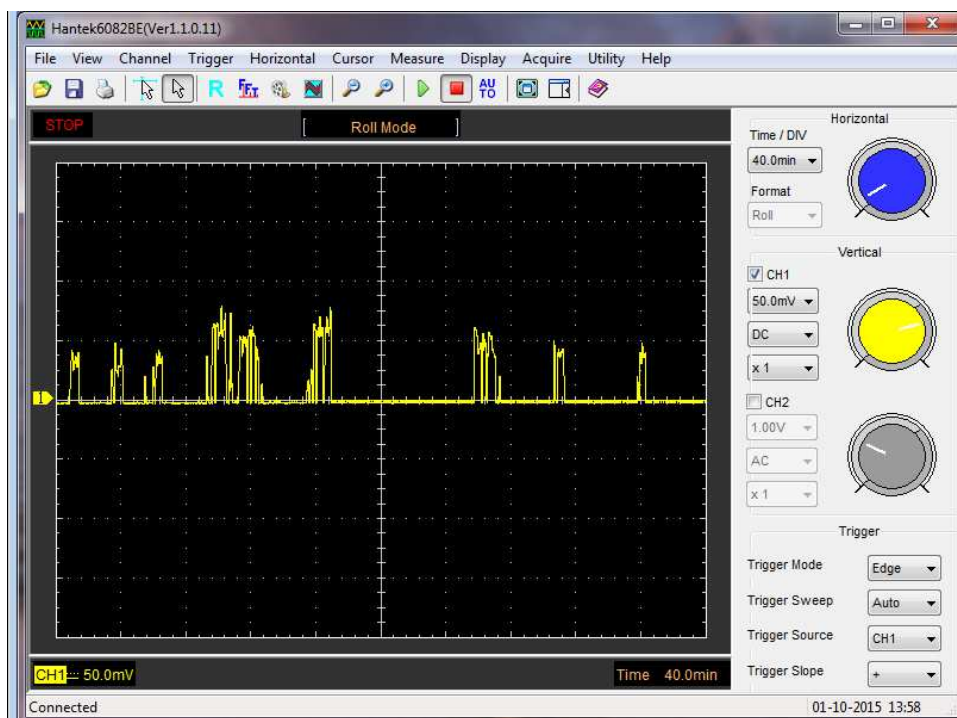 Hantek6082BE(Ver1.1.0.11)
File View Channel Trigger Horizontal Cursor Measure Display Acquire Utility Help
R FFT AUTO
STOP [ Roll Mode ]
Horizontal
Time / DIV
40.0min
Format
Roll
Vertical
CH1
50.0mV
DC
x 1
CH2
1.00V
AC
x 1
Trigger
Trigger Mode Edge
Trigger Sweep Auto
Trigger Source CH1
Trigger Slope +
1
CH1 50.0mV Time 40.0min
Connected 01-10-2015 13:58